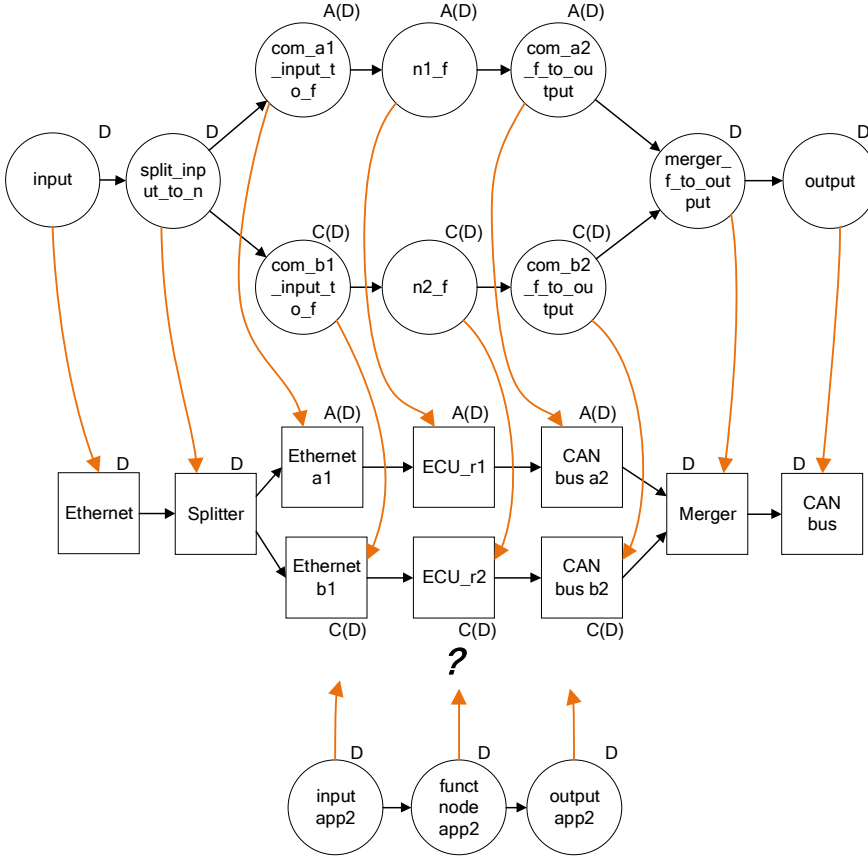 A(D)
A(D)
A(D)
com_a1
_input_t
o_f
n1_f
com_a2
_f_to_ou
tput
D
D
D
D
input
split_inp
ut_to_n
merger_
f_to_out
put
output
C(D)
C(D)
C(D)
com_b1
_input_t
o_f
n2_f
com_b2
_f_to_ou
tput
A(D)
A(D)
A(D)
Ethernet
a1
ECU_r1
CAN
bus a2
D
D
D
D
Ethernet
Splitter
Merger
CAN
bus
Ethernet
b1
ECU_r2
CAN
bus b2
C(D)
C(D)
C(D)
?
D
D
D
input
app2
funct
node
app2
output
app2